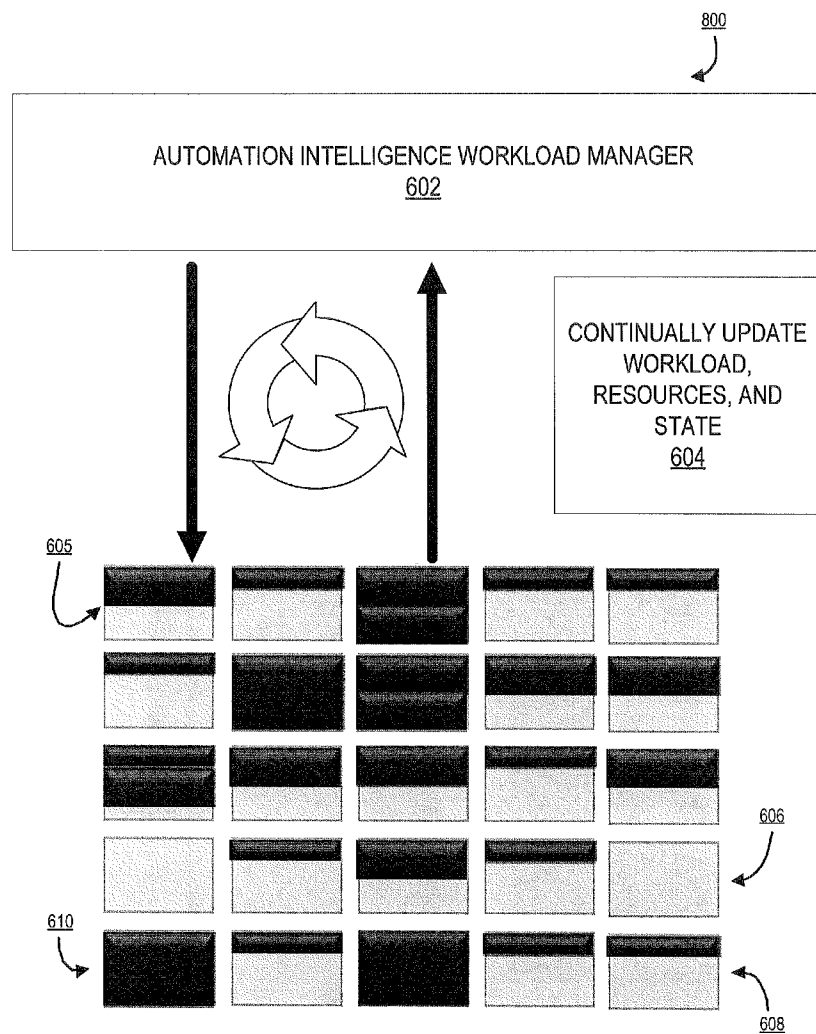 800
AUTOMATION INTELLIGENCE WORKLOAD MANAGER
602
CONTINUALLY UPDATE
WORKLOAD,
RESOURCES, AND
STATE
604
605
606
610
608